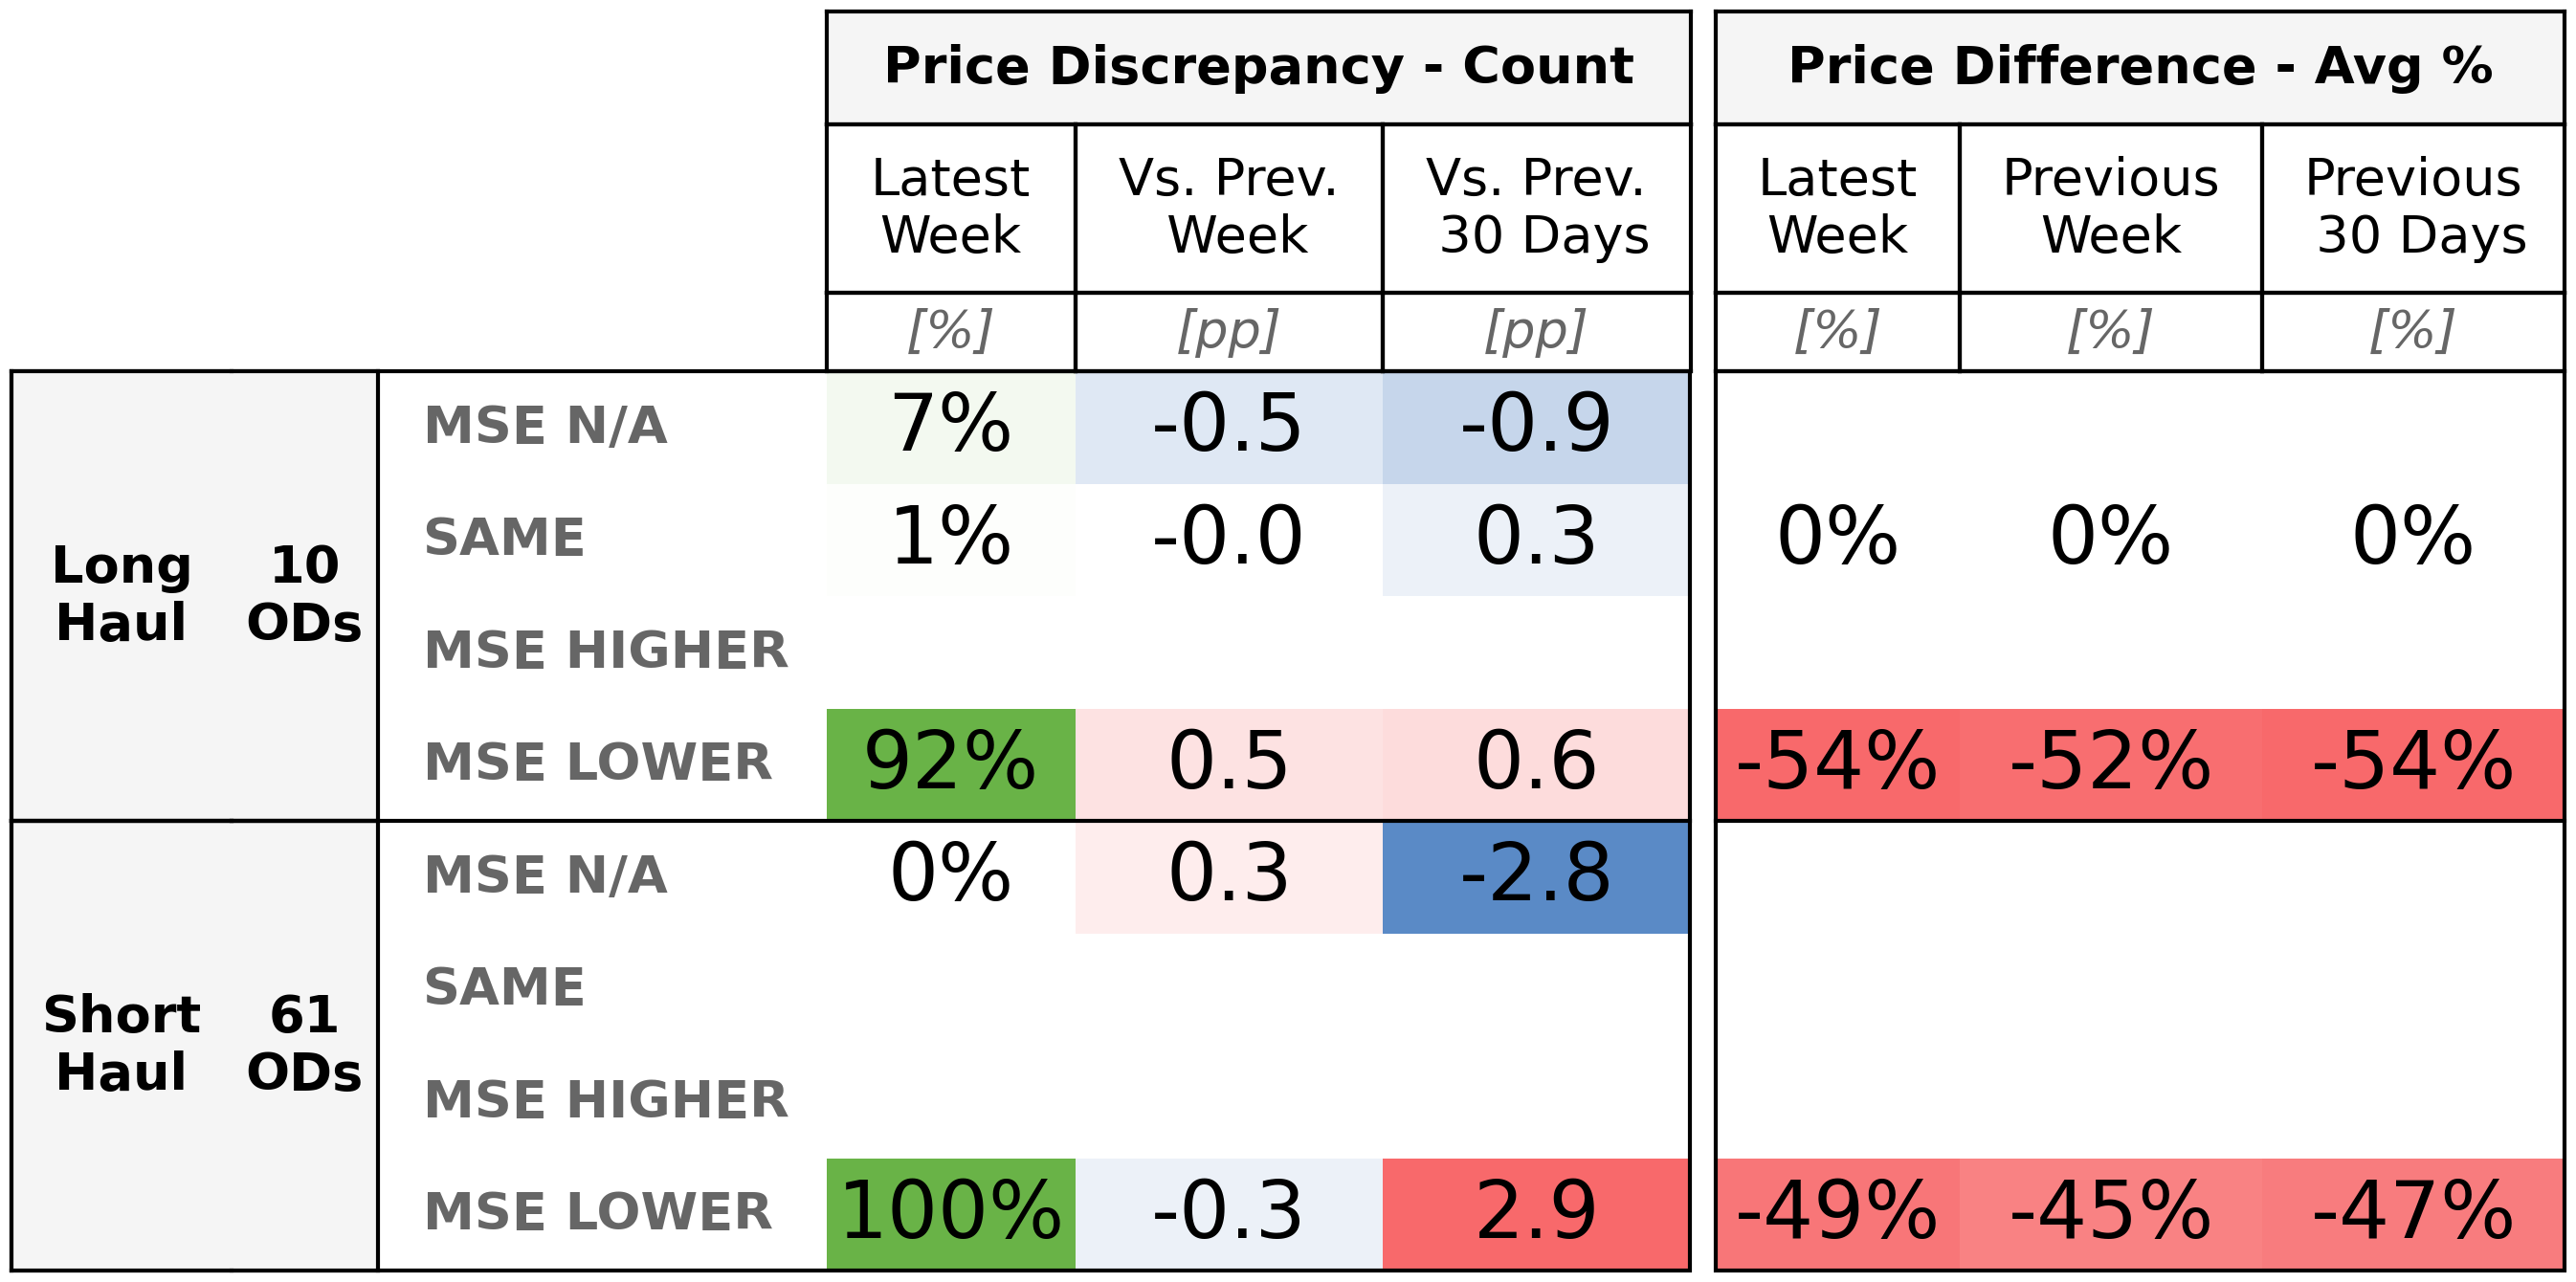 Price Discrepancy - Count Price Difference - Avg %
Latest Week Vs. Prev. Week Vs. Prev. 30 Days Latest Week Previous Week Previous 30 Days
[%] [pp] [pp] [%] [%] [%]
Long Haul 10 ODs
MSE N/A 7% -0.5 -0.9
SAME 1% -0.0 0.3 0% 0% 0%
MSE HIGHER
MSE LOWER 92% 0.5 0.6 -54% -52% -54%
Short Haul 61 ODs
MSE N/A 0% 0.3 -2.8
SAME
MSE HIGHER
MSE LOWER 100% -0.3 2.9 -49% -45% -47%